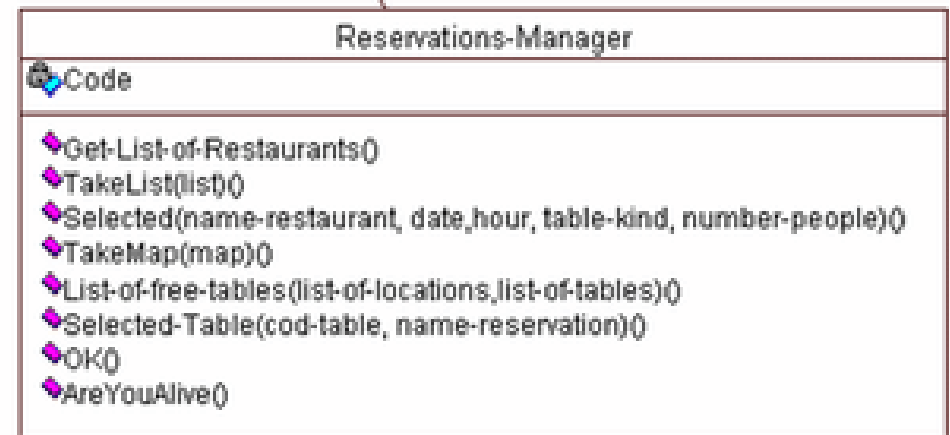 Reservations-Manager
Code
Get-List-of-Restaurants()
TakeList(list)()
Selected(name-restaurant, date,hour, table-kind, number-people)()
TakeMap(map)()
List-of-free-tables(list-of-locations,list-of-tables)()
Selected-Table(cod-table, name-reservation)()
OK()
AreYouAlive()